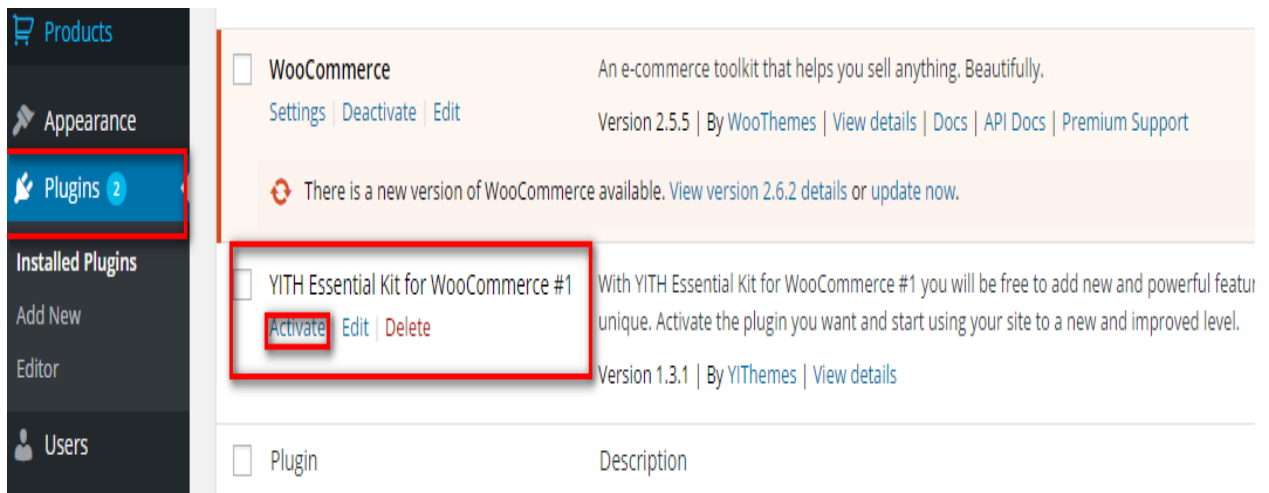 Products
Appearance
Plugins 2
Installed Plugins
Add New
Editor
Users
WooCommerce
Settings | Deactivate | Edit
An e-commerce toolkit that helps you sell anything. Beautifully.
Version 2.5.5 | By WooThemes | View details | Docs | API Docs | Premium Support
There is a new version of WooCommerce available. View version 2.6.2 details or update now.
YITH Essential Kit for WooCommerce #1
Activate | Edit | Delete
With YITH Essential Kit for WooCommerce #1 you will be free to add new and powerful featur
unique. Activate the plugin you want and start using your site to a new and improved level.
Version 1.3.1 | By YIThemes | View details
Plugin
Description